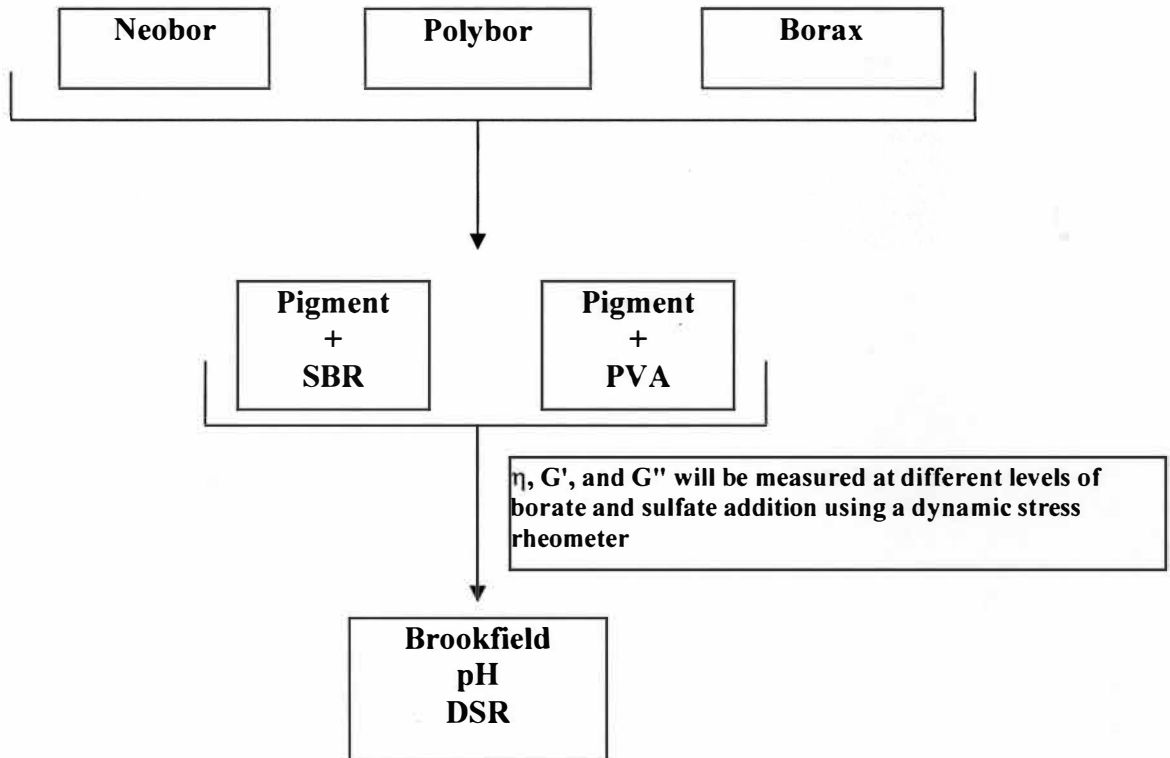 Neobor
Polybor
Borax
Pigment
+
SBR
Pigment
+
PVA
η, G', and G" will be measured at different levels of
borate and sulfate addition using a dynamic stress
rheometer
Brookfield
pH
DSR